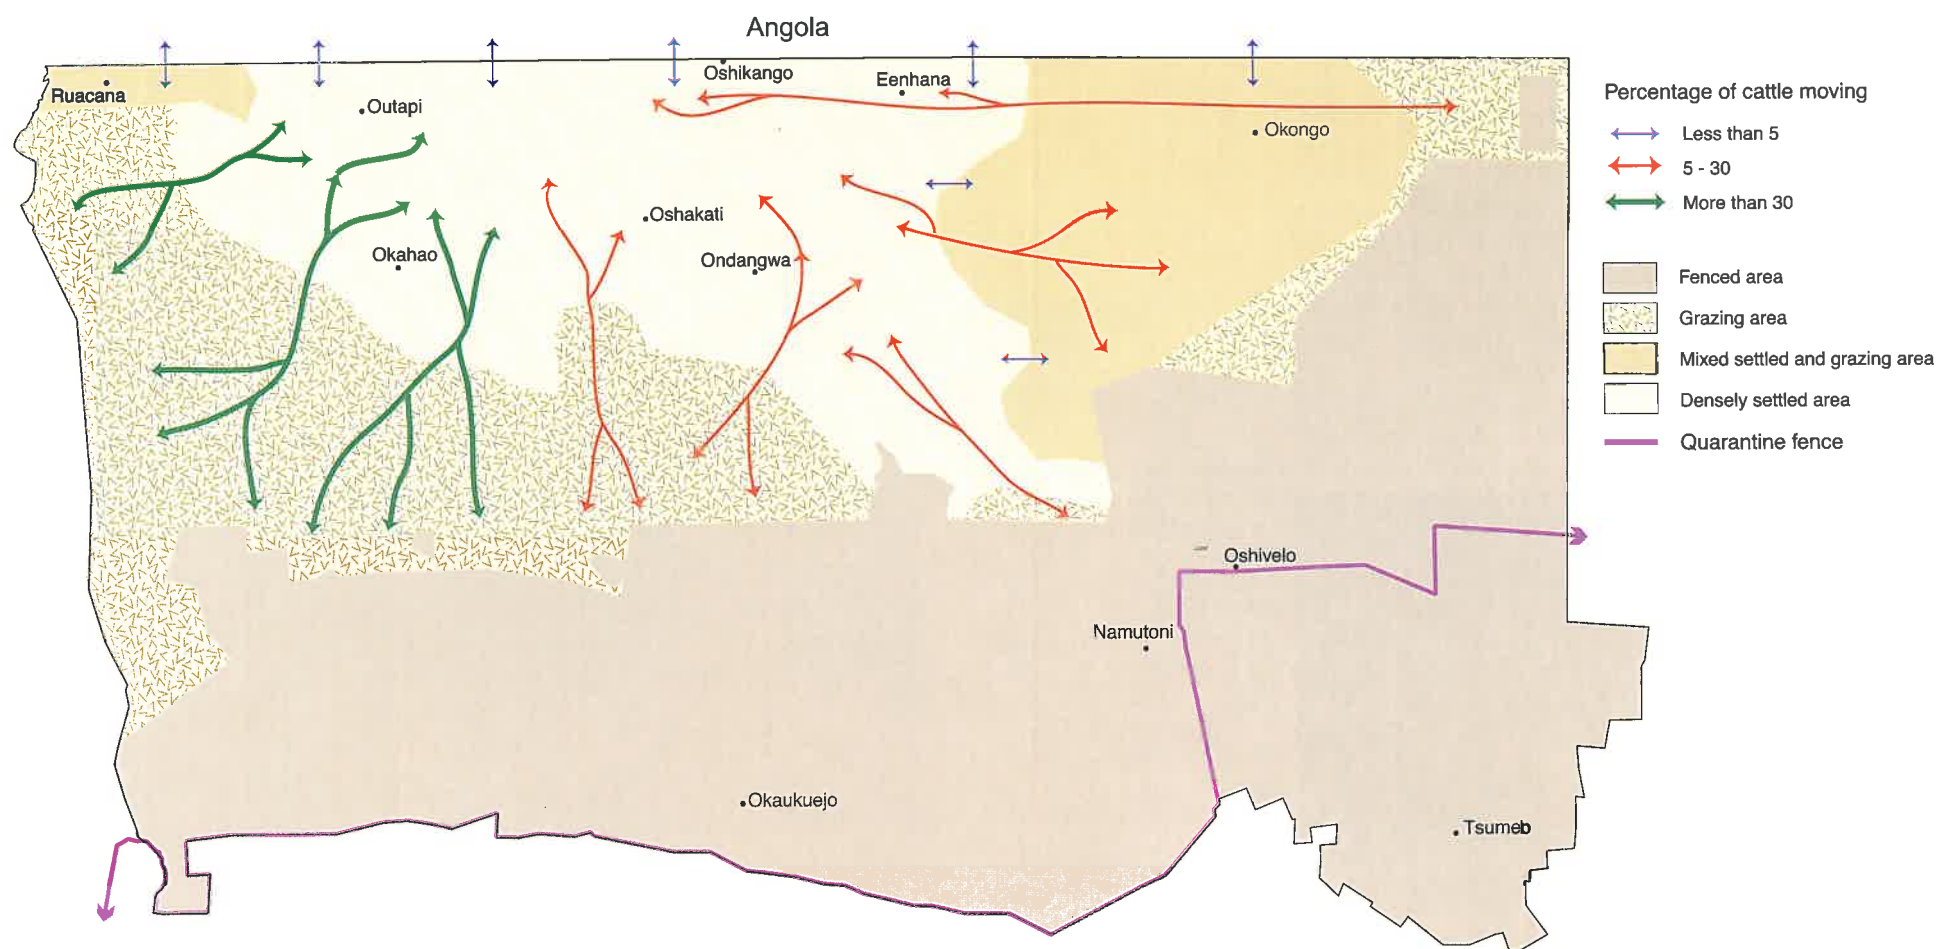 Angola
Oshikango
Eenhana
Ruacana
Outapi
Okongo
Oshakati
Okahao
Ondangwa
Oshivelo
Namutoni
Okaukuejo
Tsumeb
Percentage of cattle moving
Less than 5
5 - 30
More than 30
Fenced area
Grazing area
Mixed settled and grazing area
Densely settled area
Quarantine fence